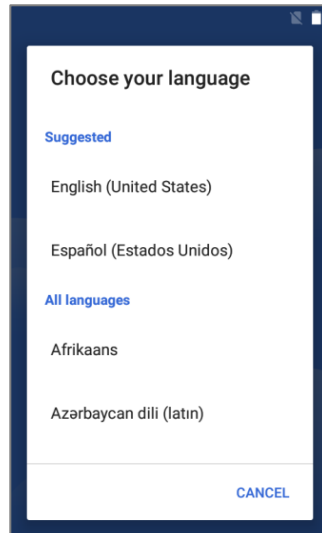 Choose your language
Suggested
English (United States)
Español (Estados Unidos)
All languages
Afrikaans
Azərbaycan dili (latın)
CANCEL